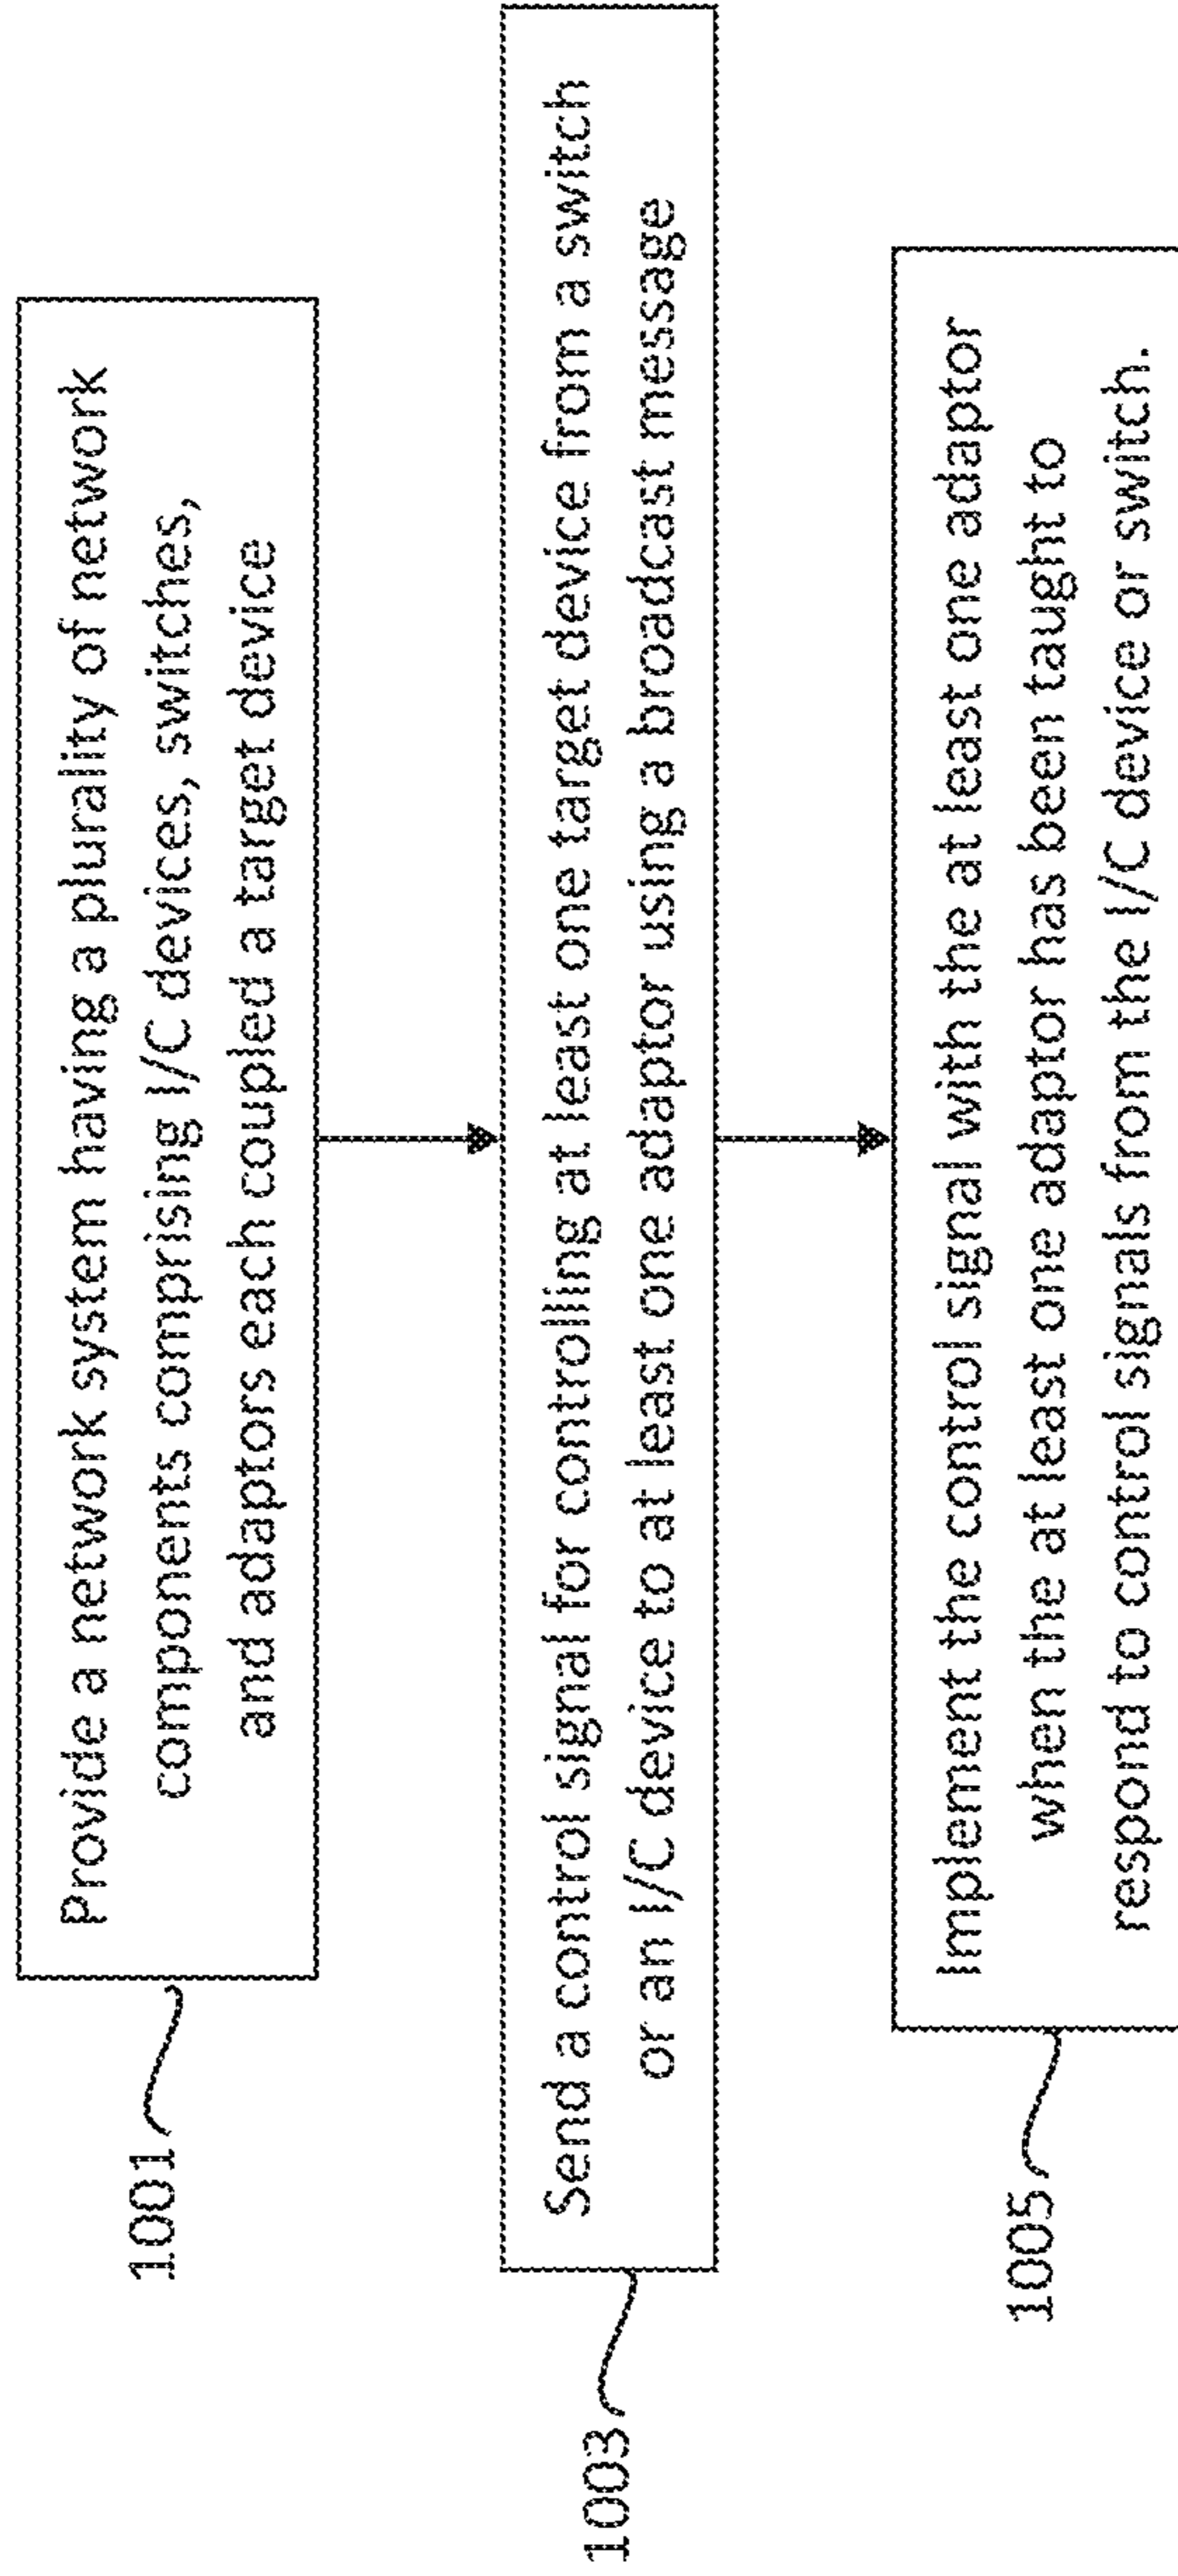 1001
Provide a network system having a plurality of network
components comprising I/C devices, switches,
and adaptors each coupled a target device
1003
Send a control signal for controlling at least one target device from a switch
or an I/C device to at least one adaptor using a broadcast message
1005
Implement the control signal with the at least one adaptor
when the at least one adaptor has been taught to
respond to control signals from the I/C device or switch.